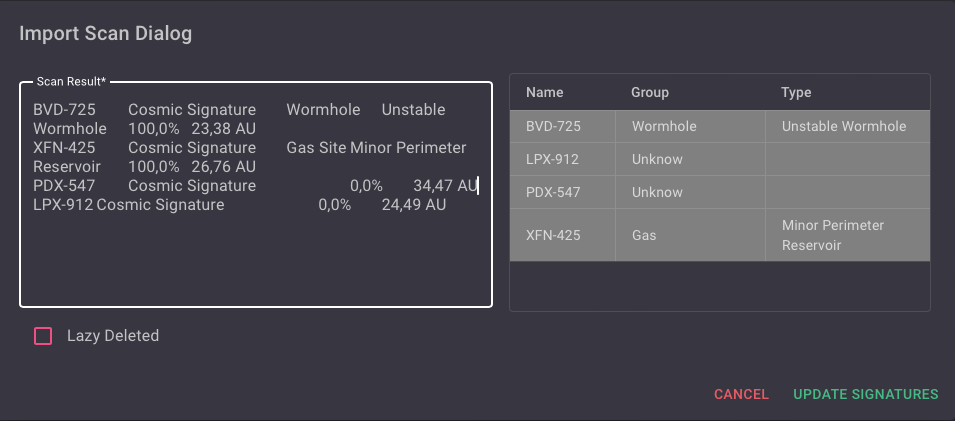 Import Scan Dialog
Scan Result*
BVD-725 Cosmic Signature Wormhole Unstable
Wormhole 100,0% 23,38 AU
XFN-425 Cosmic Signature Gas Site Minor Perimeter
Reservoir 100,0% 26,76 AU
PDX-547 Cosmic Signature 0,0% 34,47 AU
LPX-912 Cosmic Signature 0,0% 24,49 AU
Name Group Type
BVD-725 Wormhole Unstable Wormhole
LPX-912 Unknow
PDX-547 Unknow
XFN-425 Gas Minor Perimeter
Reservoir
Lazy Deleted
CANCEL UPDATE SIGNATURES